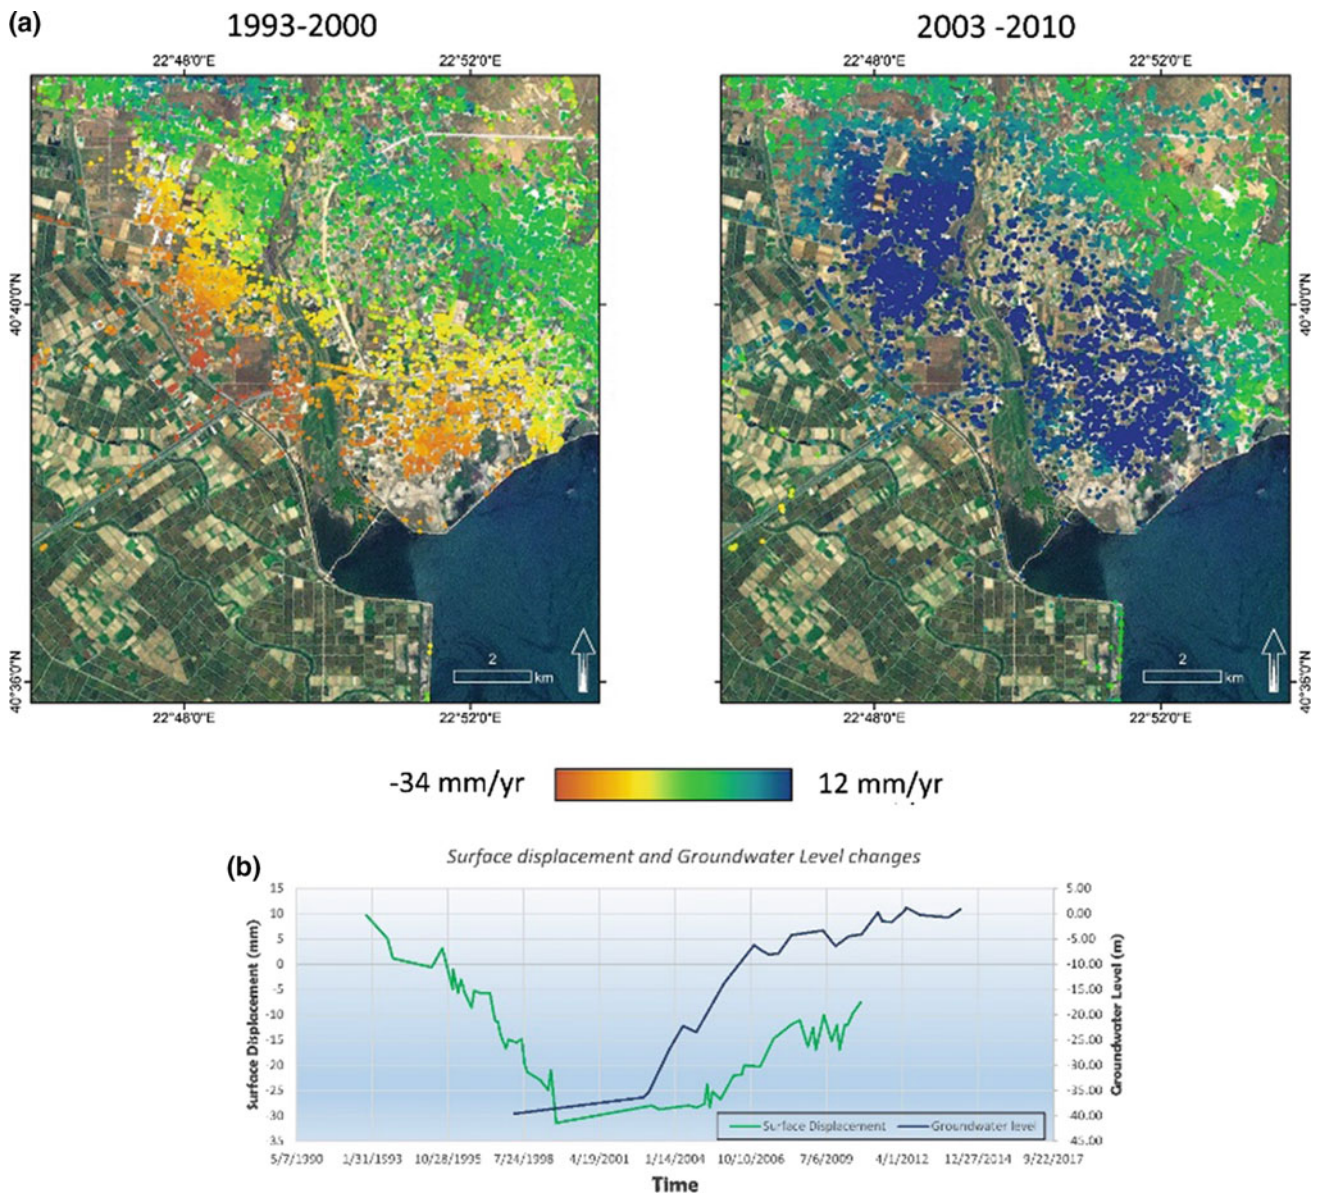 (a)
1993-2000
2003 -2010
22°48'0"E
22°52'0"E
22°48'0"E
22°52'0"E
40°40'0"N
40°40'0"N
40°36'0"N
40°36'0"N
2
km
2
km
22°48'0"E
22°52'0"E
22°48'0"E
22°52'0"E
-34 mm/yr
12 mm/yr
(b)
Surface displacement and Groundwater Level changes
Surface Displacement (mm)
15
10
5
0
-5
-10
-15
-20
-25
-30
35
5.00
0.00
-5.00
-10.00
-15.00
-20.00
-25.00
-30.00
-35.00
-40.00
45.00
Groundwater Level (m)
Surface Displacement
Groundwater level
5/7/1990
1/31/1993
10/28/1995
7/24/1998
4/19/2001
1/14/2004
10/10/2006
7/6/2009
4/1/2012
12/27/2014
9/22/2017
Time